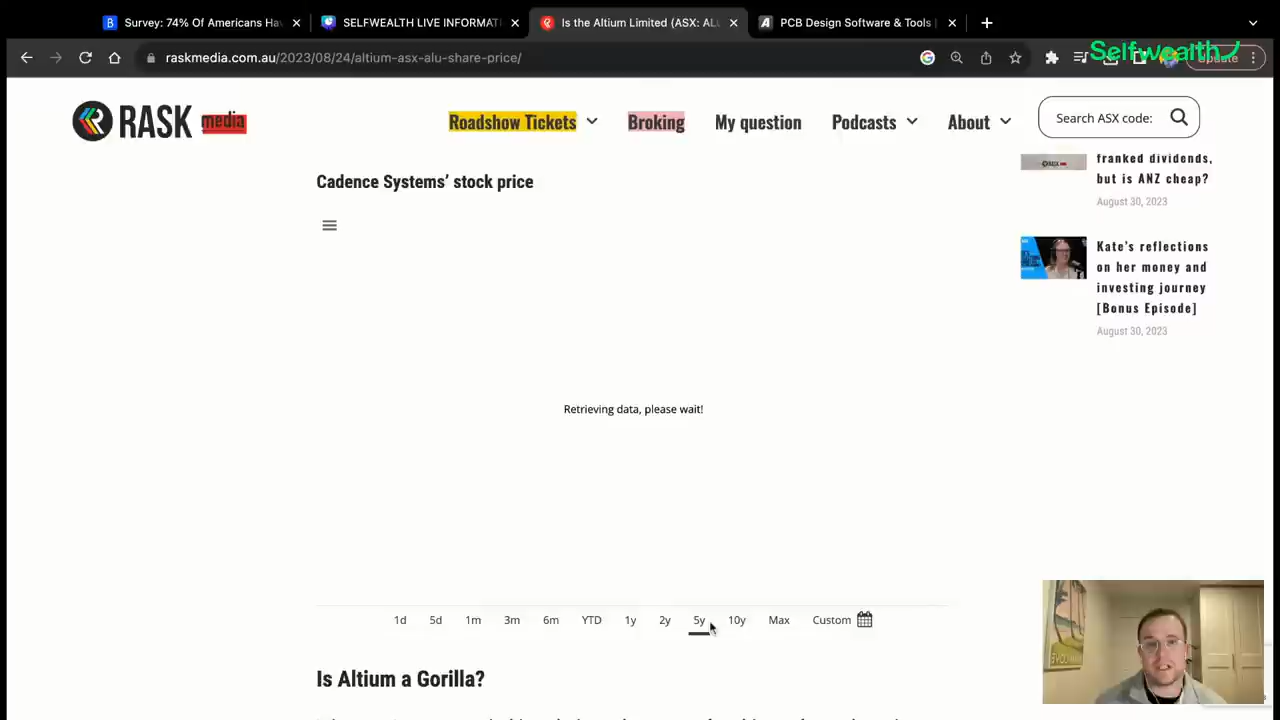 Survey: 74% Of Americans Hav
SELFWEALTH LIVE INFORMAT
Is the Altium Limited (ASX: ALU
PCB Design Software & Tools |
raskmedia.com.au/2023/08/24/altium-asx-alu-share-price/
Selfwealth
Update
RASK media
Roadshow Tickets
Broking
My question
Podcasts
About
Search ASX code:
franked dividends,
but is ANZ cheap?
August 30, 2023
Cadence Systems’ stock price
Kate’s reflections
on her money and
investing journey
[Bonus Episode]
August 30, 2023
Retrieving data, please wait!
1d 5d 1m 3m 6m YTD 1y 2y 5y 10y Max Custom
Is Altium a Gorilla?